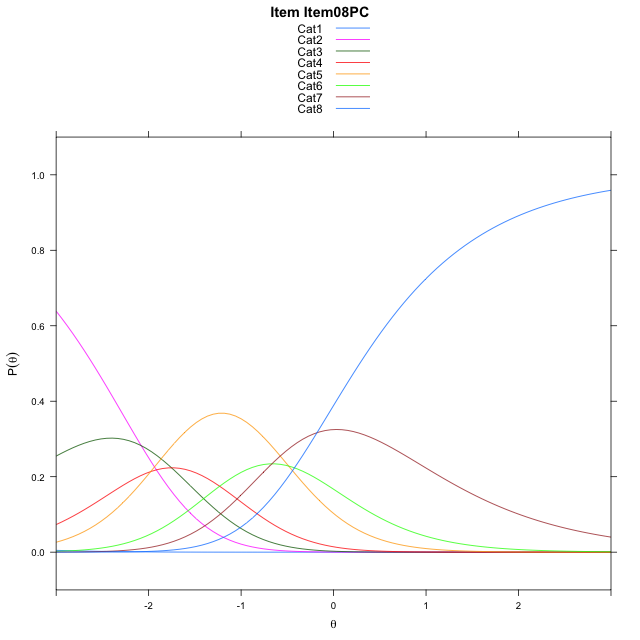 Item Item08PC
Cat1
Cat2
Cat3
Cat4
Cat5
Cat6
Cat7
Cat8
1.0
0.8
0.6
0.4
0.2
0.0
P(θ)
-2
-1
0
1
2
θ